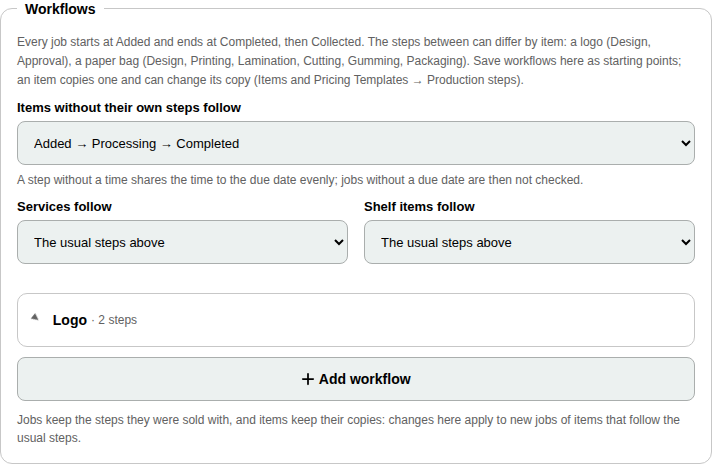 Workflows
Every job starts at Added and ends at Completed, then Collected. The steps between can differ by item: a logo (Design,
Approval), a paper bag (Design, Printing, Lamination, Cutting, Gumming, Packaging). Save workflows here as starting points;
an item copies one and can change its copy (Items and Pricing Templates → Production steps).
Items without their own steps follow
Added → Processing → Completed
A step without a time shares the time to the due date evenly; jobs without a due date are then not checked.
Services follow
Shelf items follow
The usual steps above
The usual steps above
Logo · 2 steps
+ Add workflow
Jobs keep the steps they were sold with, and items keep their copies: changes here apply to new jobs of items that follow the
usual steps.